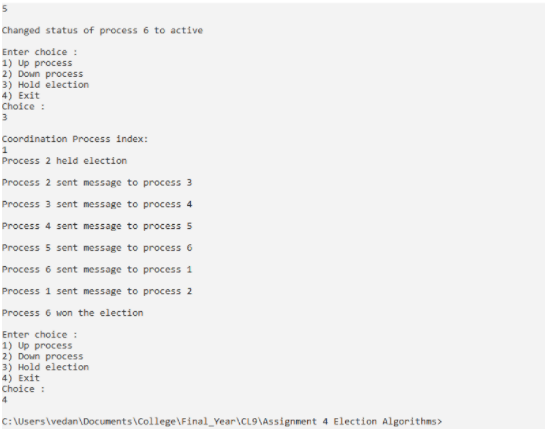 5
Changed status of process 6 to active
Enter choice :
1) Up process
2) Down process
3) Hold election
4) Exit
Choice :
3
Coordination Process index:
1
Process 2 held election
Process 2 sent message to process 3
Process 3 sent message to process 4
Process 4 sent message to process 5
Process 5 sent message to process 6
Process 6 sent message to process 1
Process 1 sent message to process 2
Process 6 won the election
Enter choice :
1) Up process
2) Down process
3) Hold election
4) Exit
Choice :
4
C:\Users\vedan\Documents\College\Final_Year\CL9\Assignment 4 Election Algorithms>